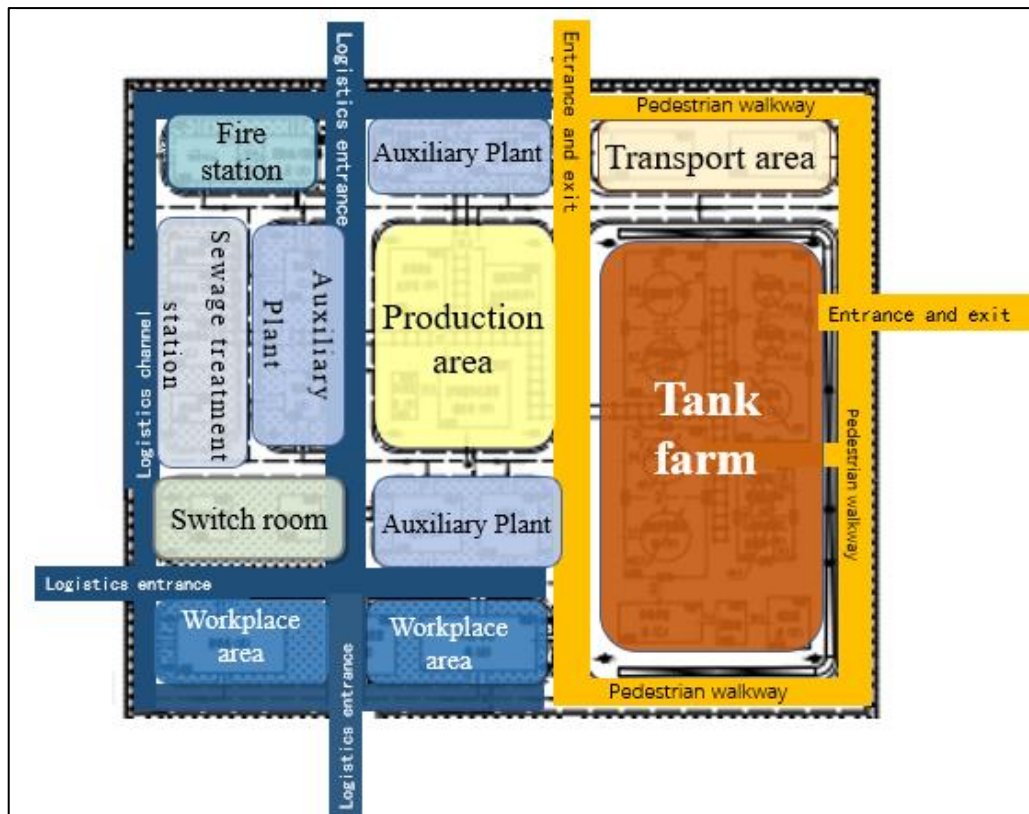 Logistics entrance
Entrance and exit
Pedestrian walkway
Fire
station
Auxiliary Plant
Transport area
Sewage treatment
station
Auxiliary
Plant
Production
area
Tank
farm
Entrance and exit
Logistics channel
Pedestrian walkway
Switch room
Auxiliary Plant
Logistics entrance
Workplace
area
Workplace
area
Logistics entrance
Pedestrian walkway